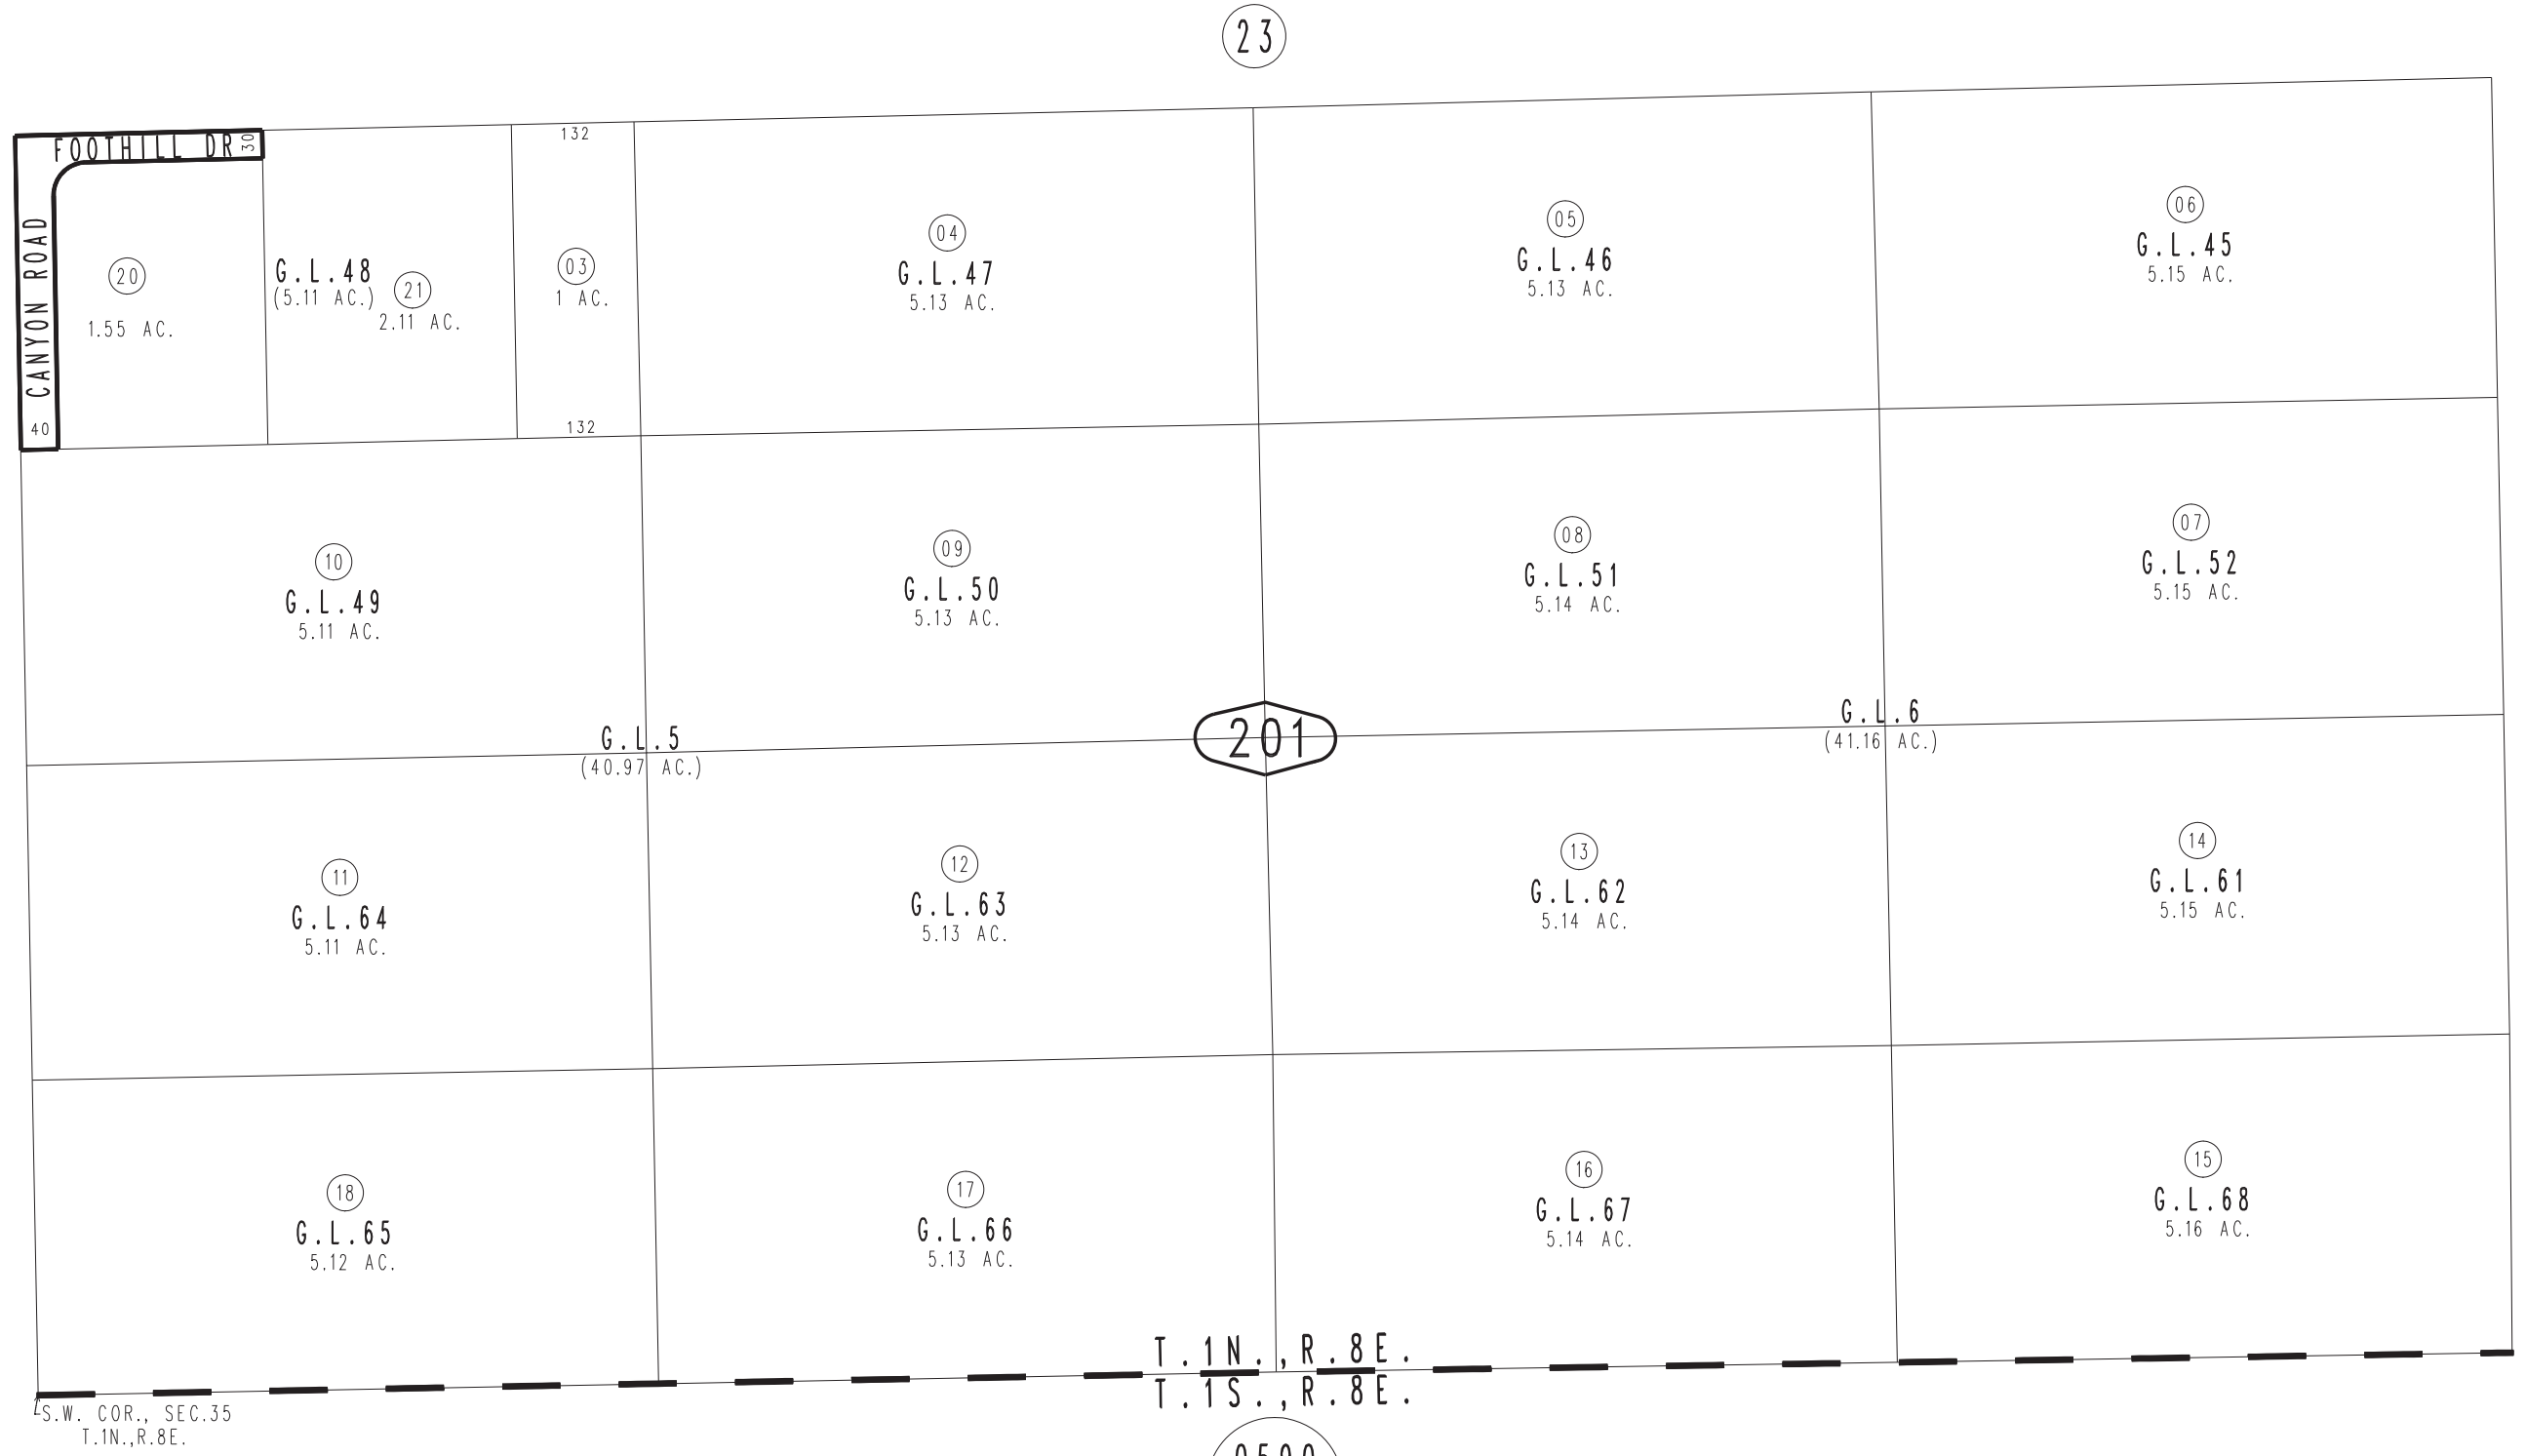 23
FOOTHILL DR
30
CANYON ROAD
40
20
1.55 AC.
G.L.48
(5.11 AC.)
21
2.11 AC.
132
03
1 AC.
132
04
G.L.47
5.13 AC.
05
G.L.46
5.13 AC.
06
G.L.45
5.15 AC.
10
G.L.49
5.11 AC.
09
G.L.50
5.13 AC.
08
G.L.51
5.14 AC.
07
G.L.52
5.15 AC.
G.L.5
(40.97 AC.)
201
G.L.6
(41.16 AC.)
11
G.L.64
5.11 AC.
12
G.L.63
5.13 AC.
13
G.L.62
5.14 AC.
14
G.L.61
5.15 AC.
18
G.L.65
5.12 AC.
17
G.L.66
5.13 AC.
16
G.L.67
5.14 AC.
15
G.L.68
5.16 AC.
T.1N.,R.8E.
T.1S.,R.8E.
S.W. COR., SEC.35
T.1N.,R.8E.